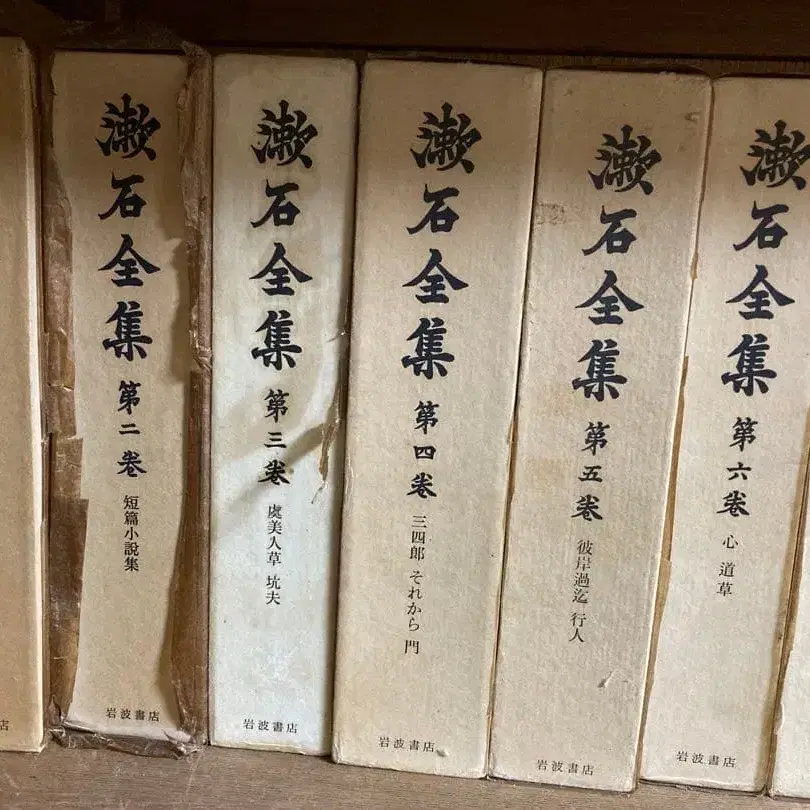 店
漱石全集 第二巻 短篇小說集 岩波書店
漱石全集 第三巻 虞美人草 坑夫 岩波書店
漱石全集 第四巻 三四郎 それから 門 岩波書店
漱石全集 第五巻 彼岸過迄 行人 岩波書店
漱石全集 第六巻 心 道草 岩波書店